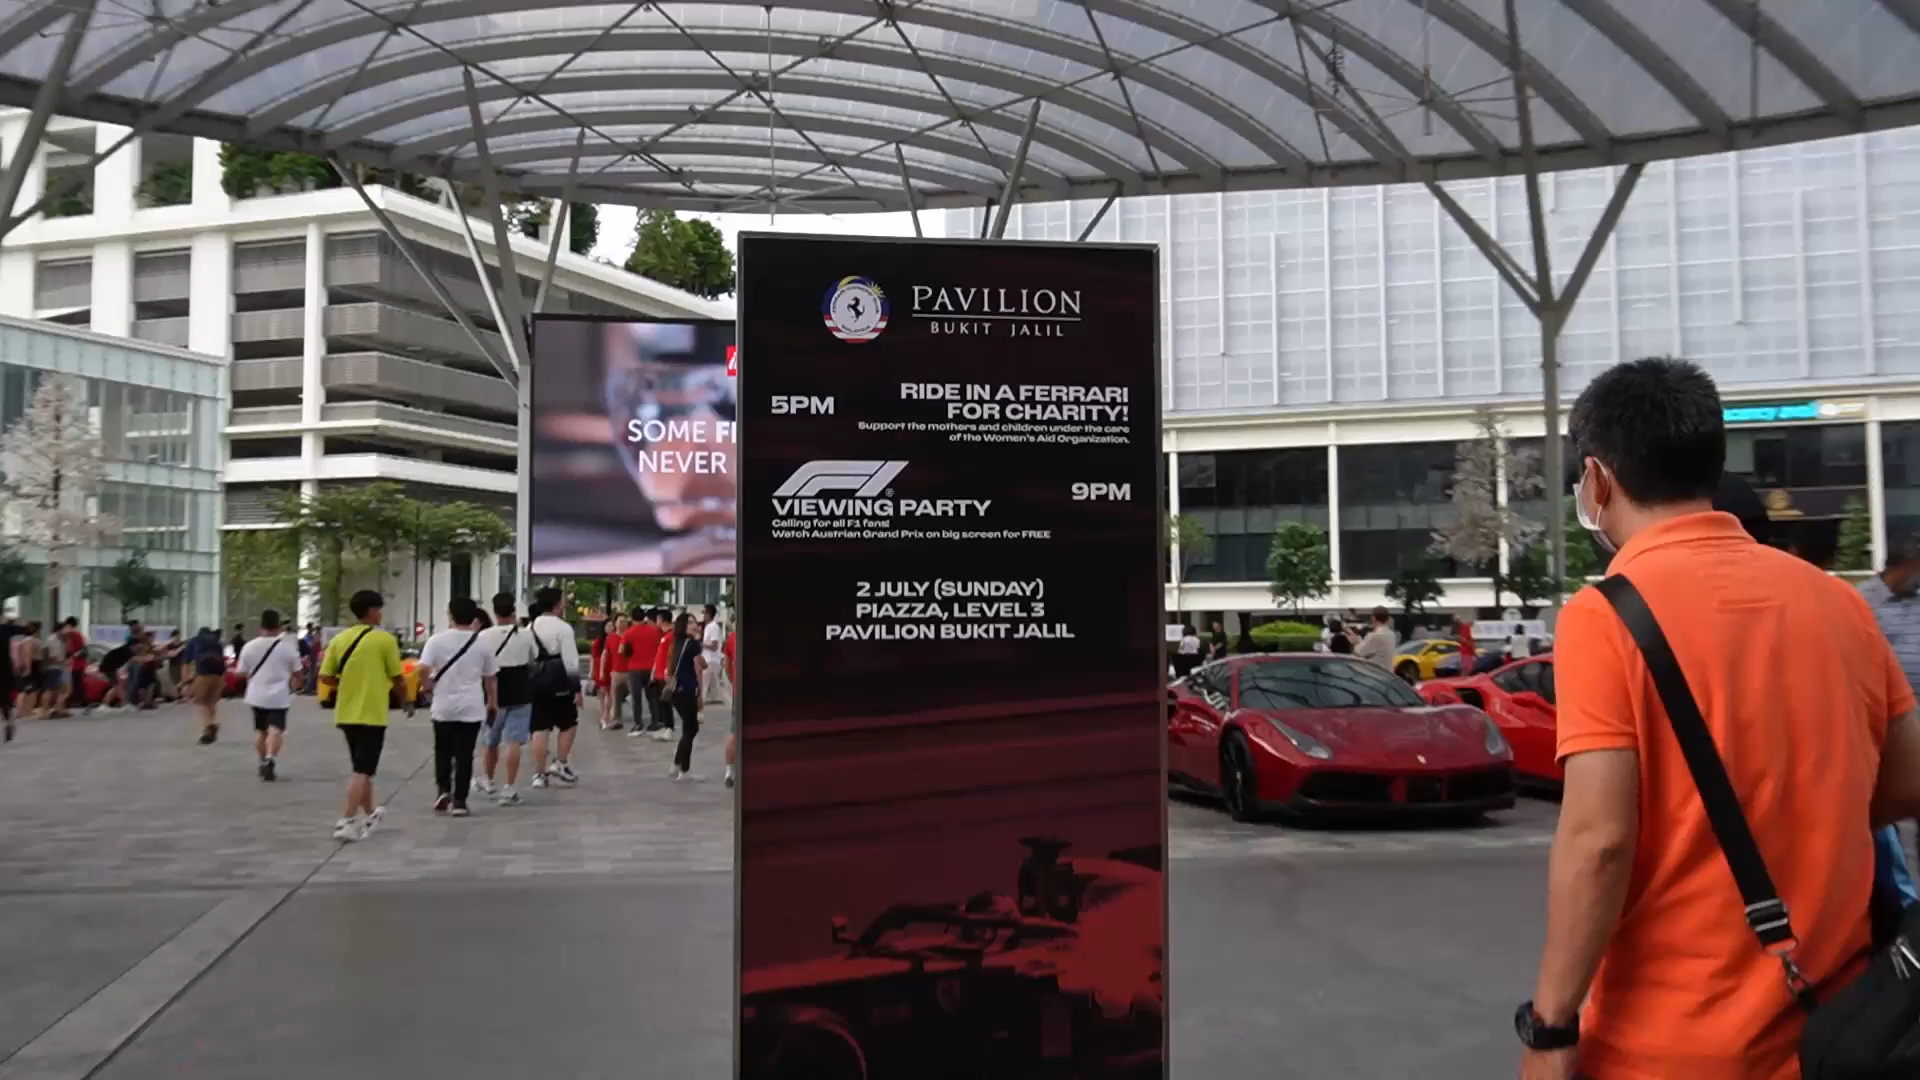 PAVILION
BUKIT JALIL
5PM
RIDE IN A FERRARI
FOR CHARITY!
Support the mothers and children under the care
of the Women's Aid Organization.
F1
VIEWING PARTY
9PM
Calling for all F1 fans!
Watch Austrian Grand Prix on big screen for FREE
2 JULY (SUNDAY)
PIAZZA, LEVEL 3
PAVILION BUKIT JALIL
SOME
NEVER